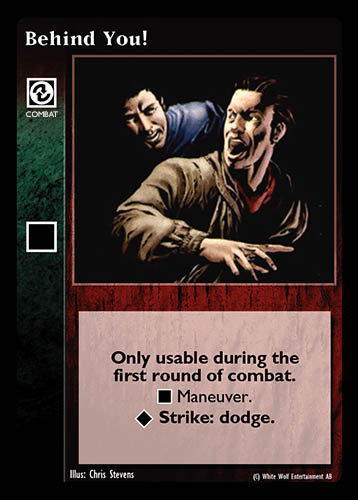 Behind You!
COMBAT
Only usable during the
first round of combat.
Maneuver.
Strike: dodge.
Illus: Chris Stevens
(C) White Wolf Entertainment AB